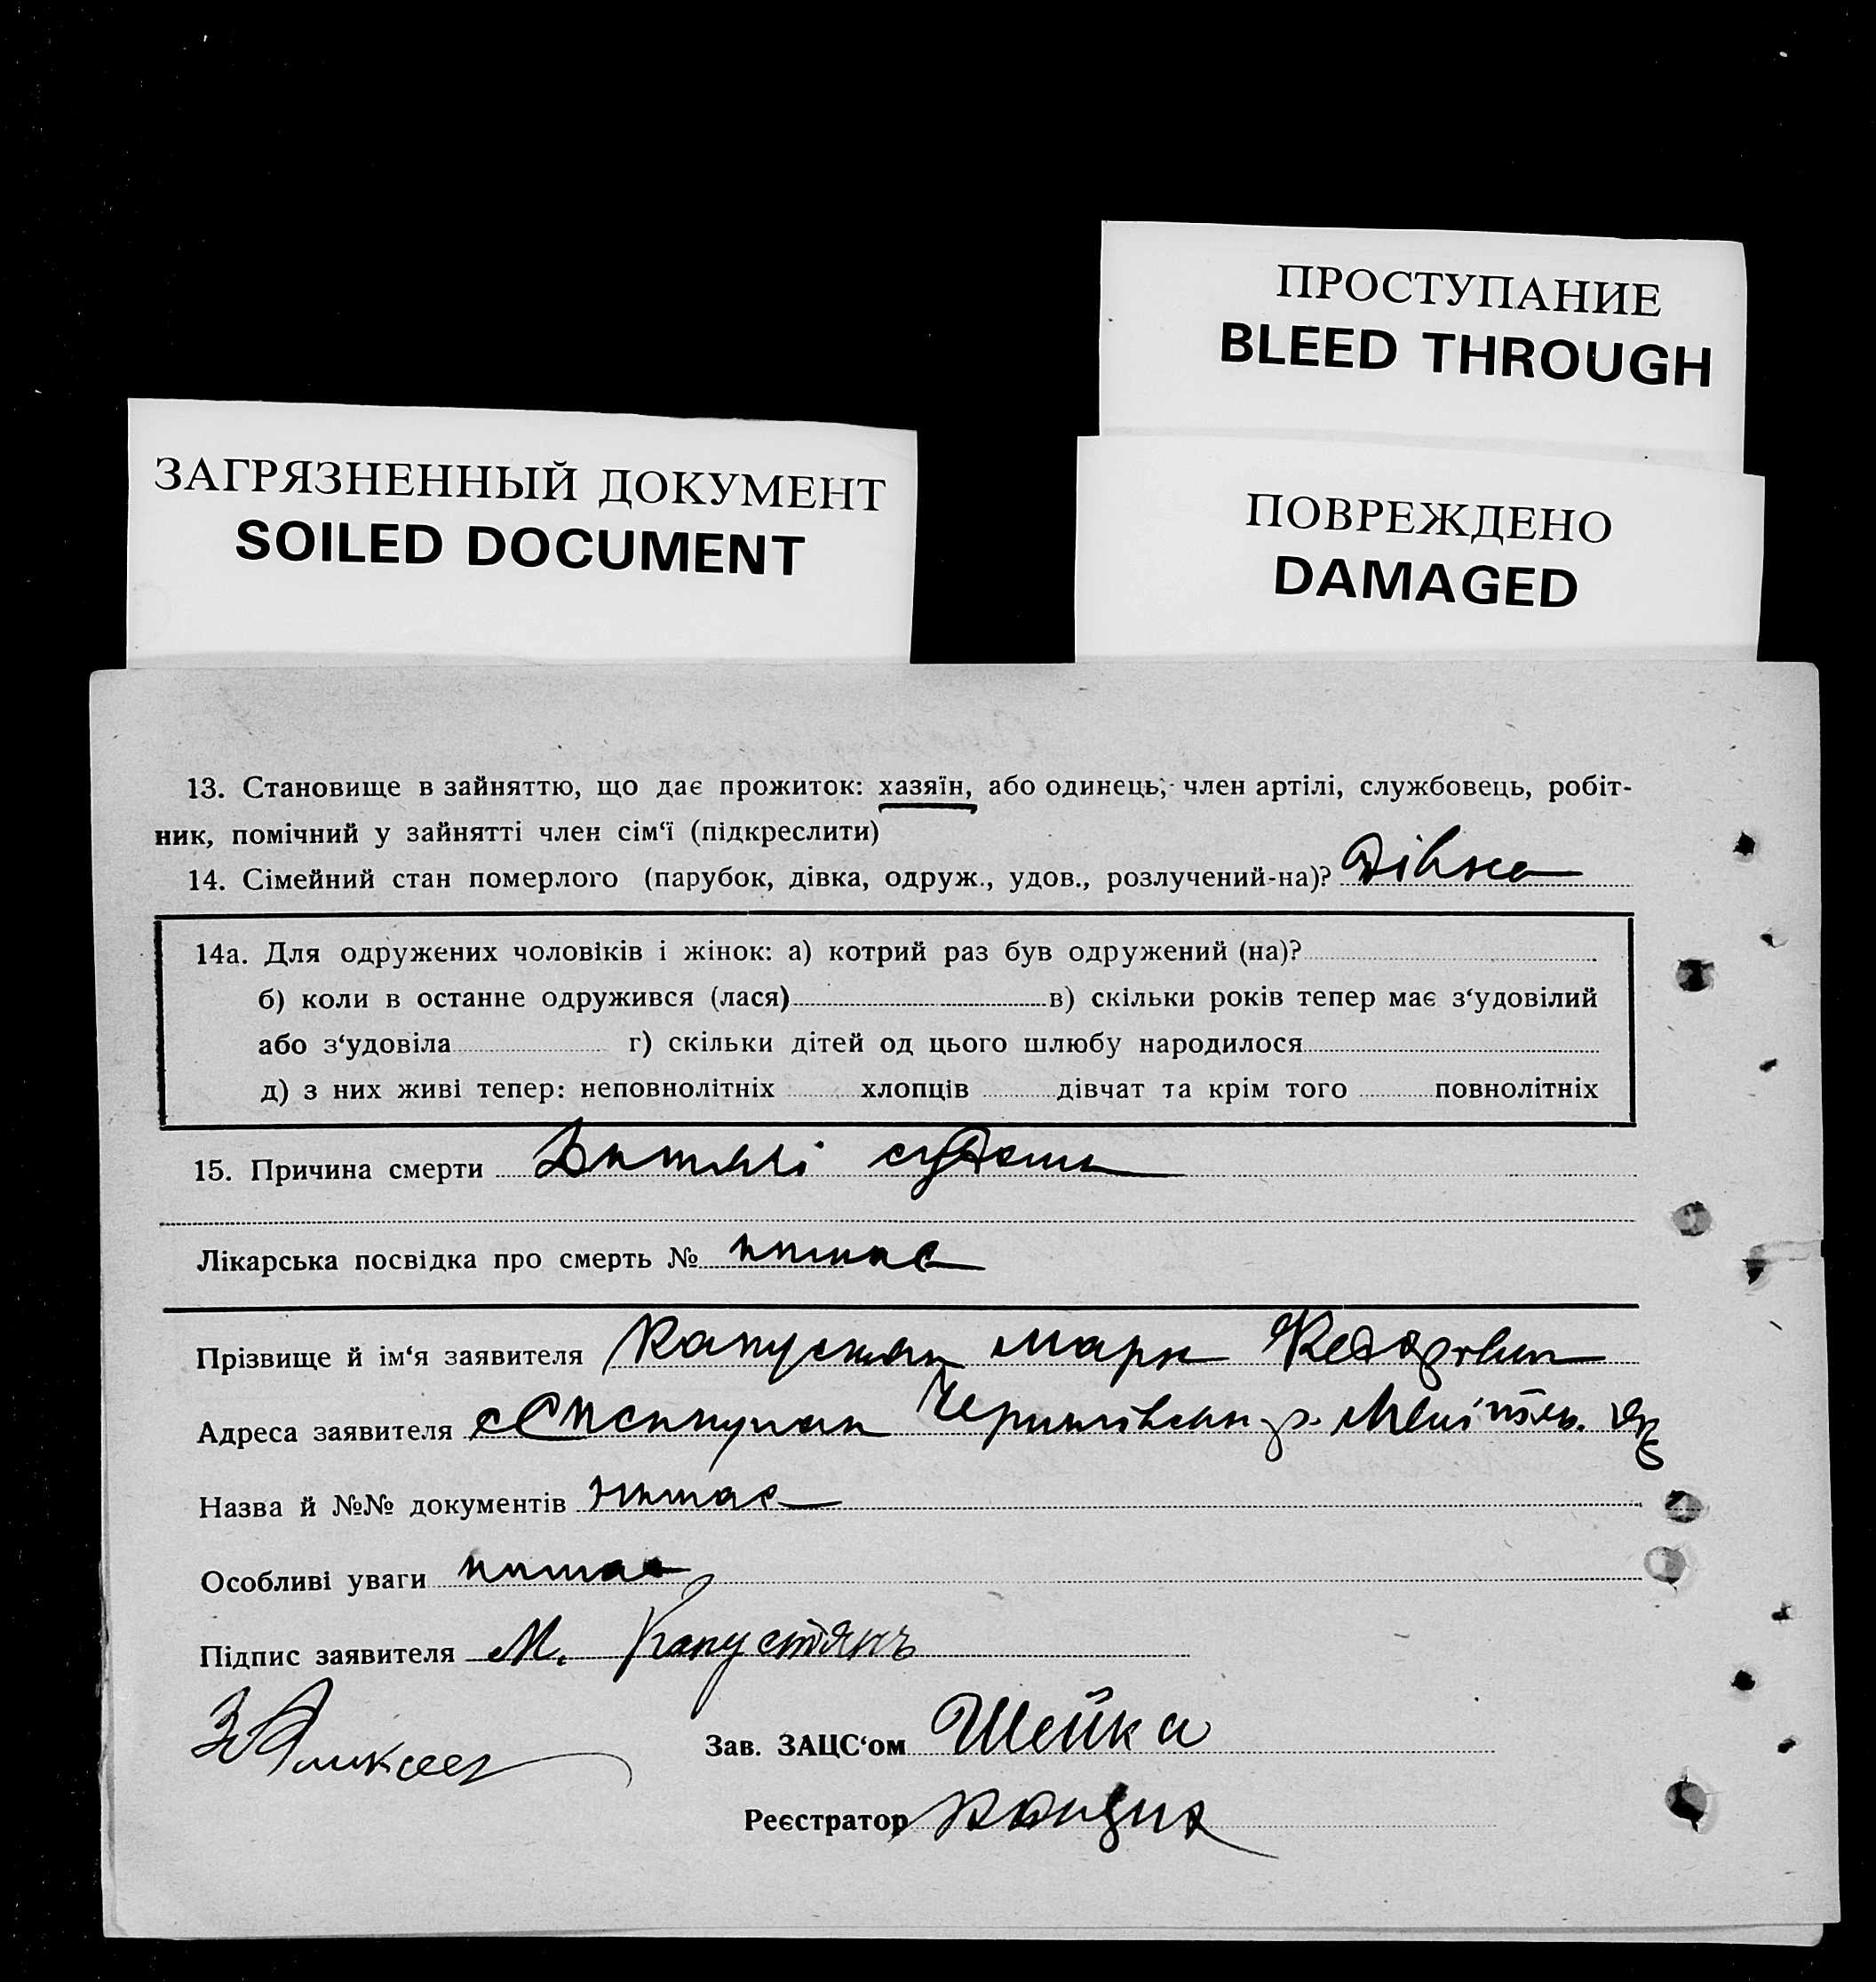 ПРОСТУПАНИЕ
BLEED THROUGH
ЗАГРЯЗНЕННЫЙ ДОКУМЕНТ
SOILED DOCUMENT
ПОВРЕЖДЕНО
DAMAGED
13. Становище в зайняттю, що дає прожиток: хазяїн, або одинець, член артілі, службовець, робіт-
ник, помічний у зайнятті член сім‘ї (підкреслити)
14. Сімейний стан померлого (парубок, дівка, одруж., удов., розлучений-на)? Дівка
14а. Для одружених чоловіків і жінок: а) котрий раз був одружений (на)?
б) коли в останнє одружився (лася) в) скільки років тепер має з‘удовілий
або з‘удовіла г) скільки дітей од цього шлюбу народилося
д) з них живі тепер: неповнолітніх хлопців дівчат та крім того повнолітніх
15. Причина смерти
Лікарська посвідка про смерть № немає
Прізвище й ім‘я заявителя Капустян Марк Федорович
Адреса заявителя
Назва й №№ документів немає
Особливі уваги немає
Підпис заявителя М. Капустянъ
Зав. ЗАЦС‘ом Шейка
Реєстратор